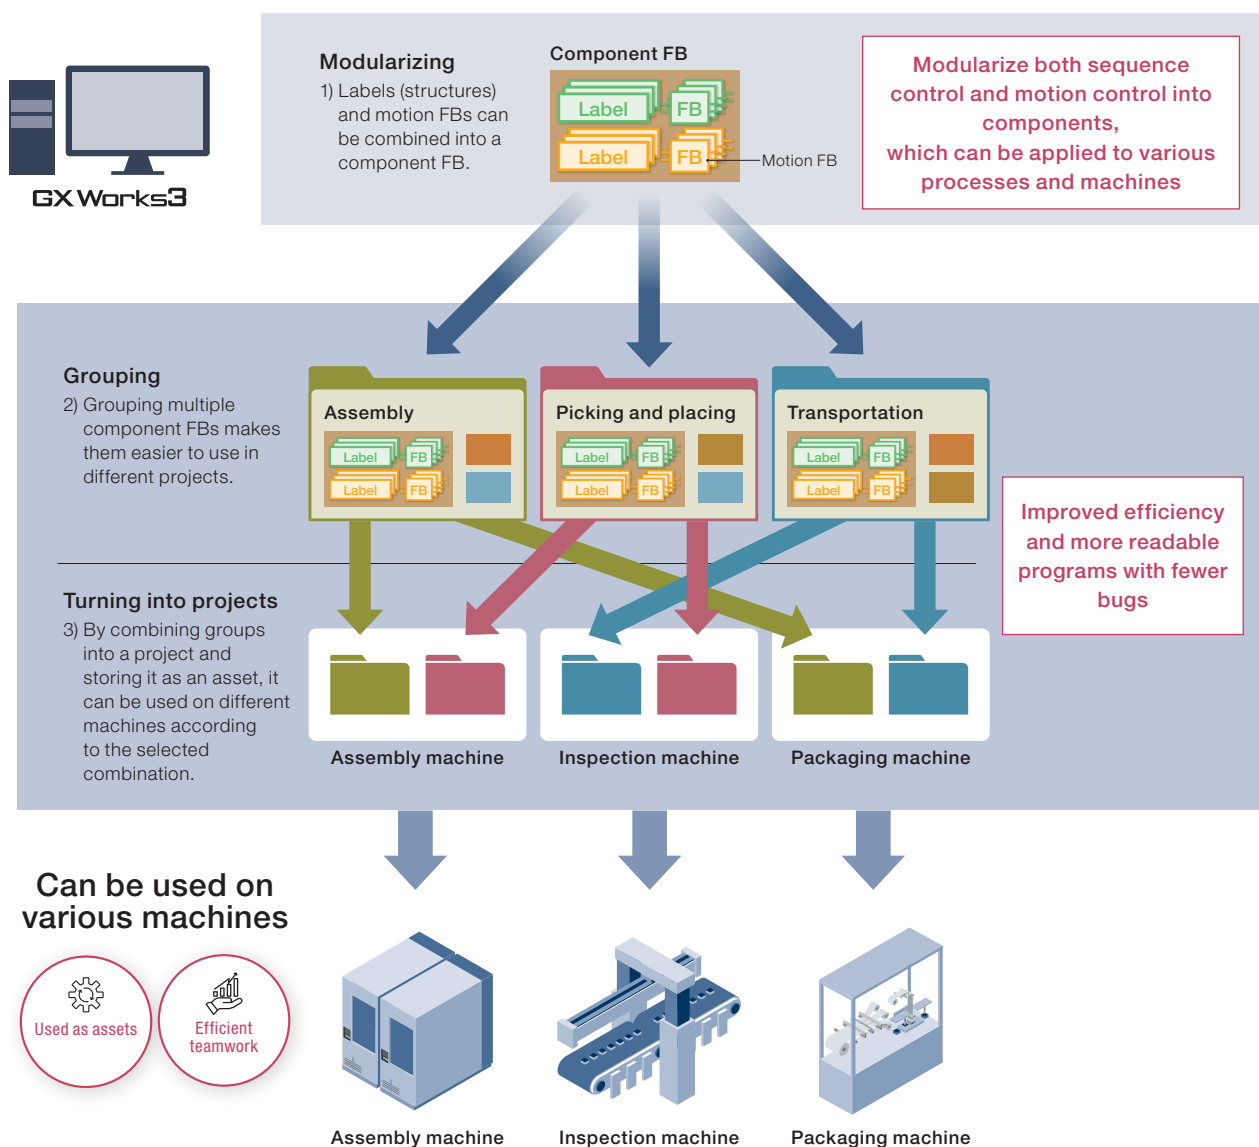 GX Works3
Modularizing
1) Labels (structures)
and motion FBs can
be combined into a
component FB.
Component FB
Label
FB
Label
FB
Motion FB
Modularize both sequence
control and motion control into
components,
which can be applied to various
processes and machines
Grouping
2) Grouping multiple
component FBs makes
them easier to use in
different projects.
Assembly
Label
FB
Label
FB
Picking and placing
Label
FB
Label
FB
Transportation
Label
FB
Label
FB
Improved efficiency
and more readable
programs with fewer
bugs
Turning into projects
3) By combining groups
into a project and
storing it as an asset, it
can be used on different
machines according
to the selected
combination.
Assembly machine
Inspection machine
Packaging machine
Can be used on
various machines
Used as assets
Efficient
teamwork
Assembly machine
Inspection machine
Packaging machine